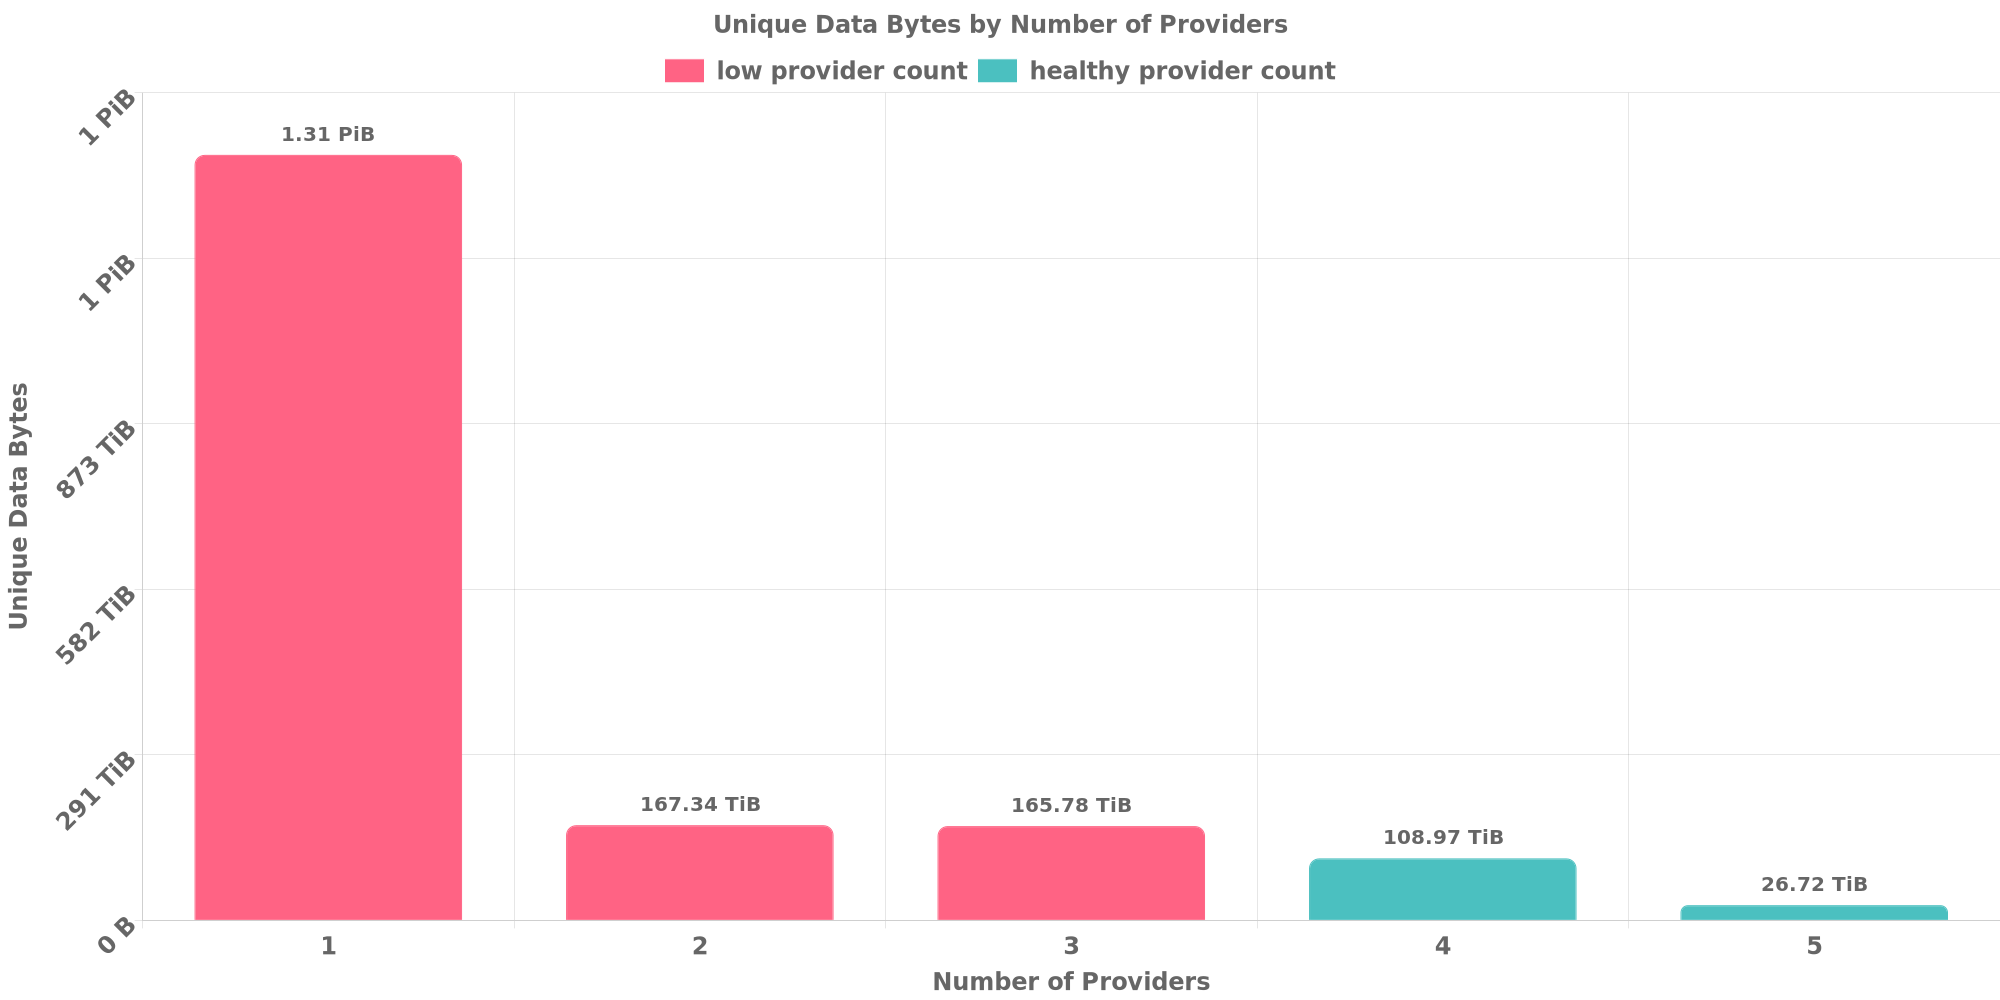 Unique Data Bytes by Number of Providers
low provider count
healthy provider count
Unique Data Bytes
1 PiB
1 PiB
873 TiB
582 TiB
291 TiB
0 B
1.31 PiB
167.34 TiB
165.78 TiB
108.97 TiB
26.72 TiB
1
2
3
4
5
Number of Providers